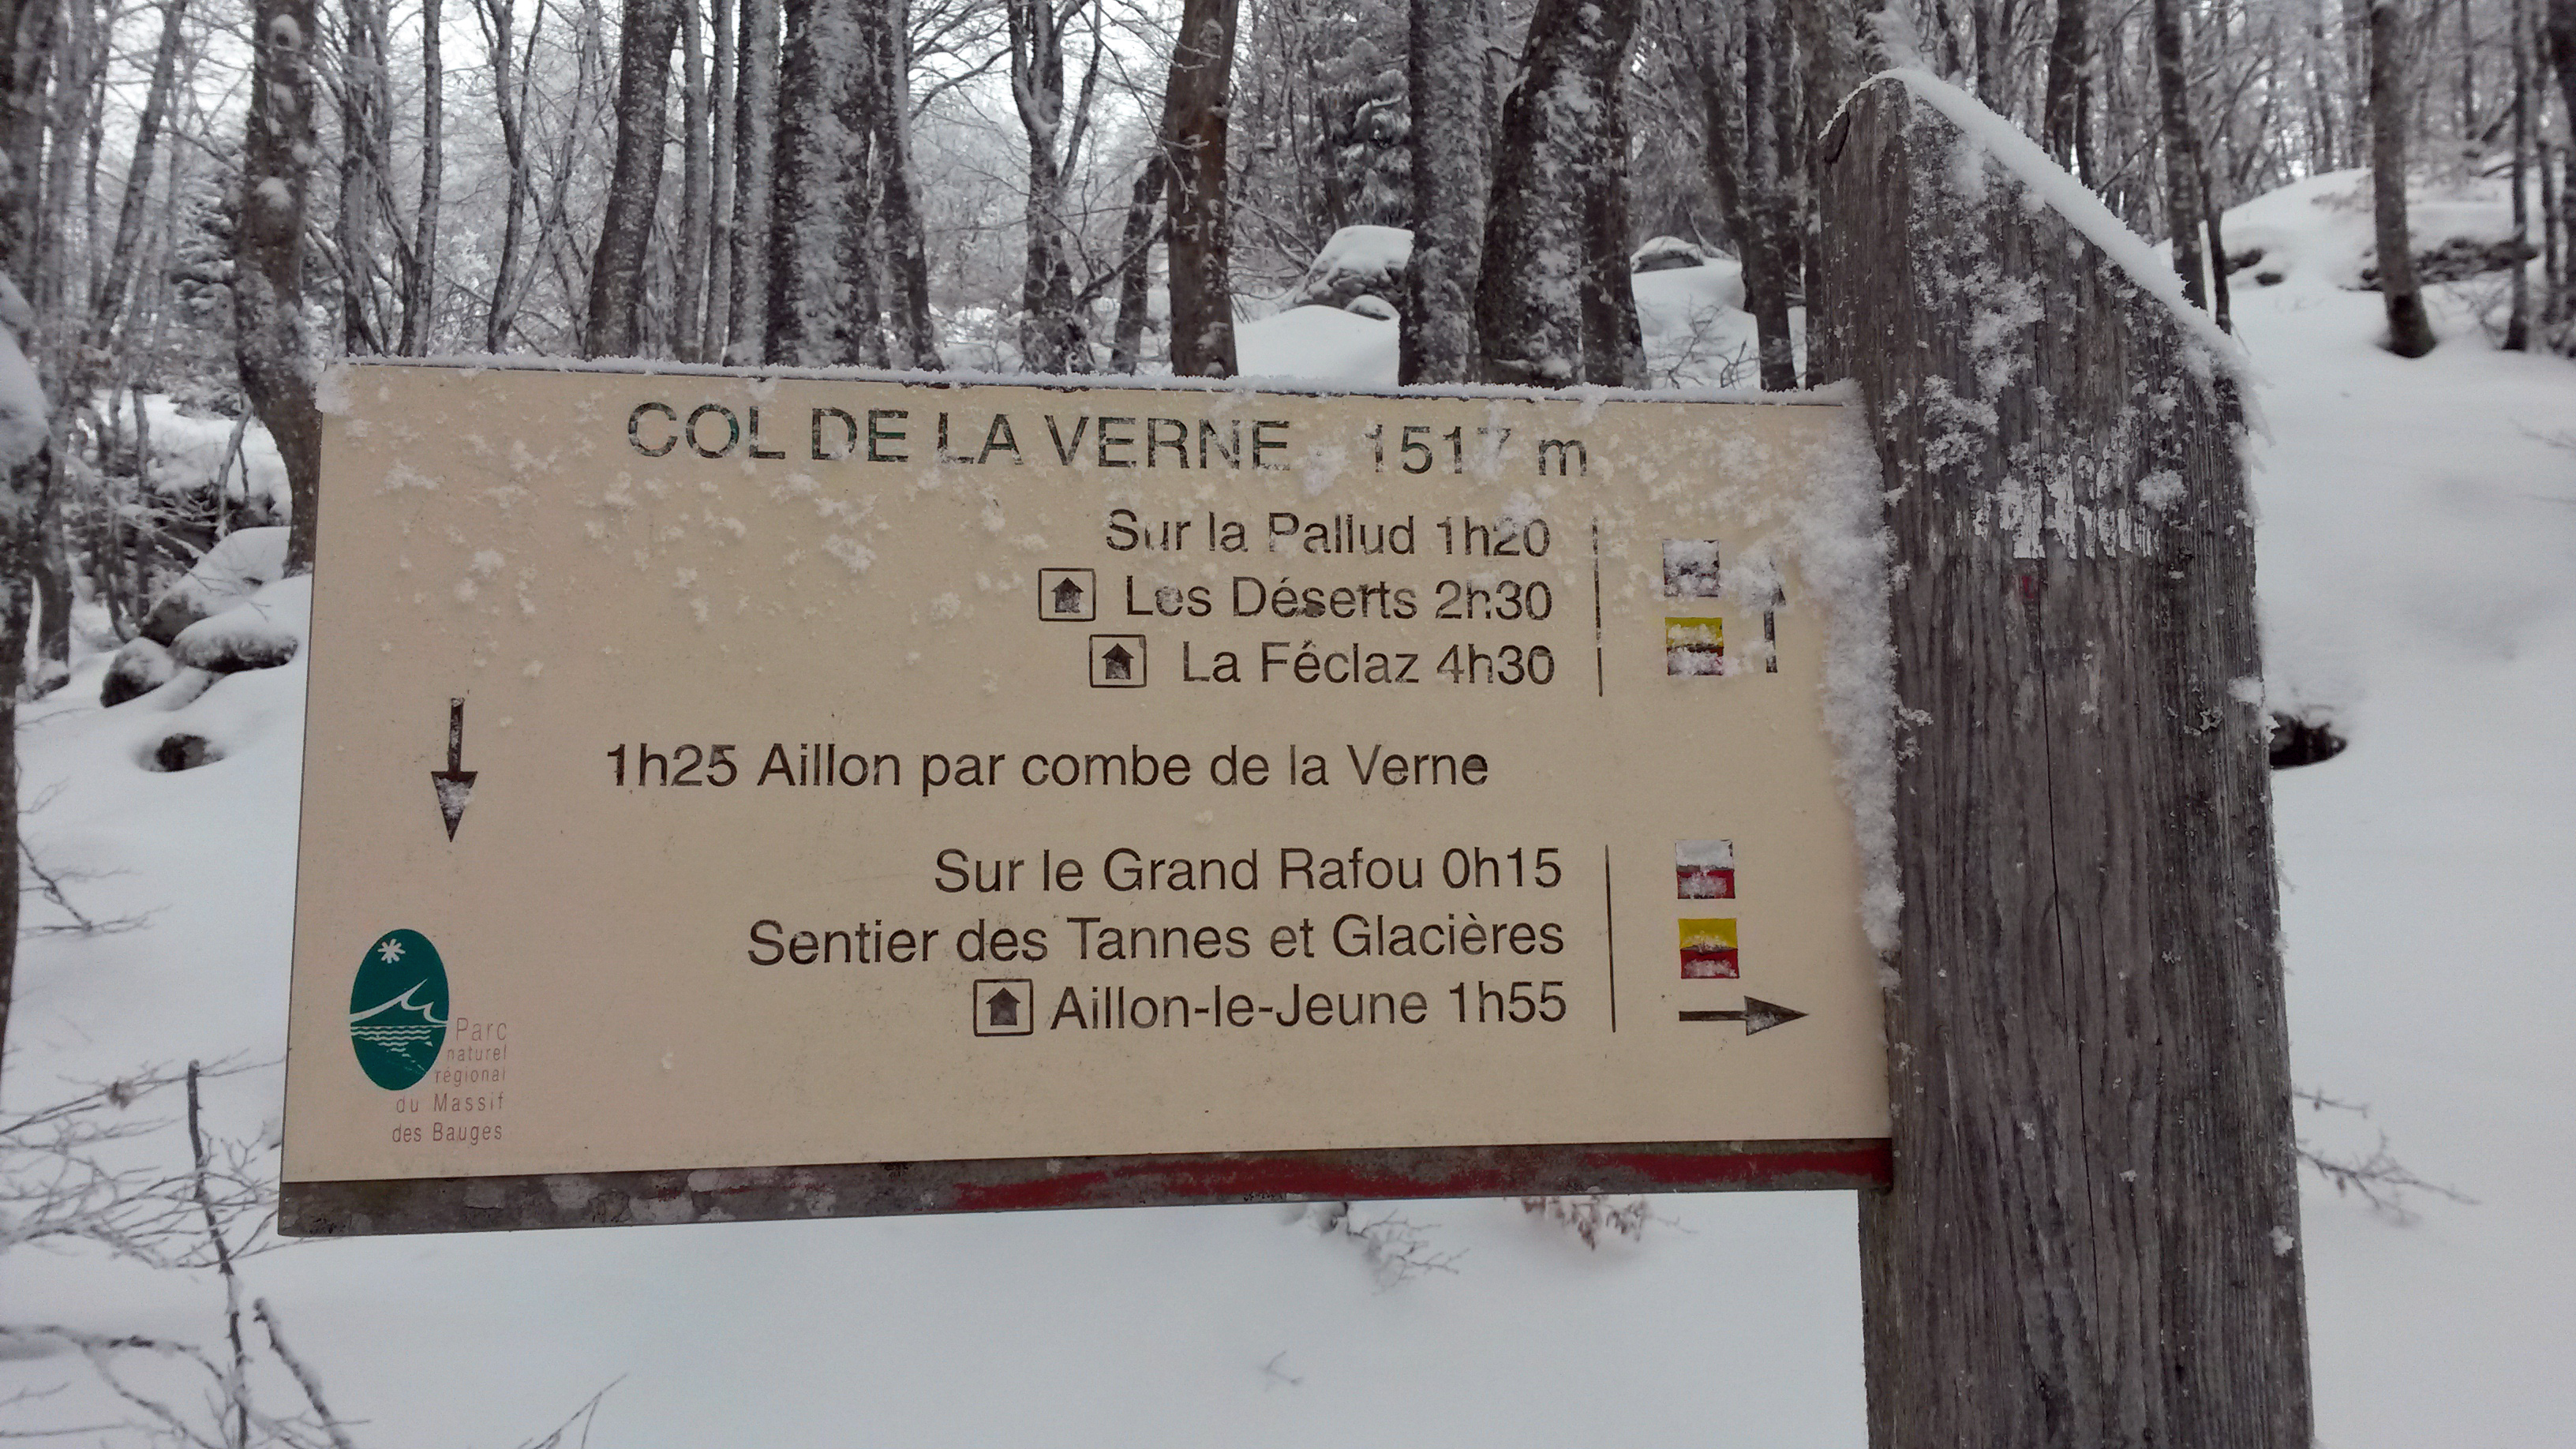 COL DE LA VERNE - 1517 m
Sur la Pallud 1h20
Les Déserts 2h30
La Féclaz 4h30
1h25 Aillon par combe de la Verne
Sur le Grand Rafou 0h15
Sentier des Tannes et Glacières
Aillon-le-Jeune 1h55
Parc
naturel
régional
du Massif
des Bauges